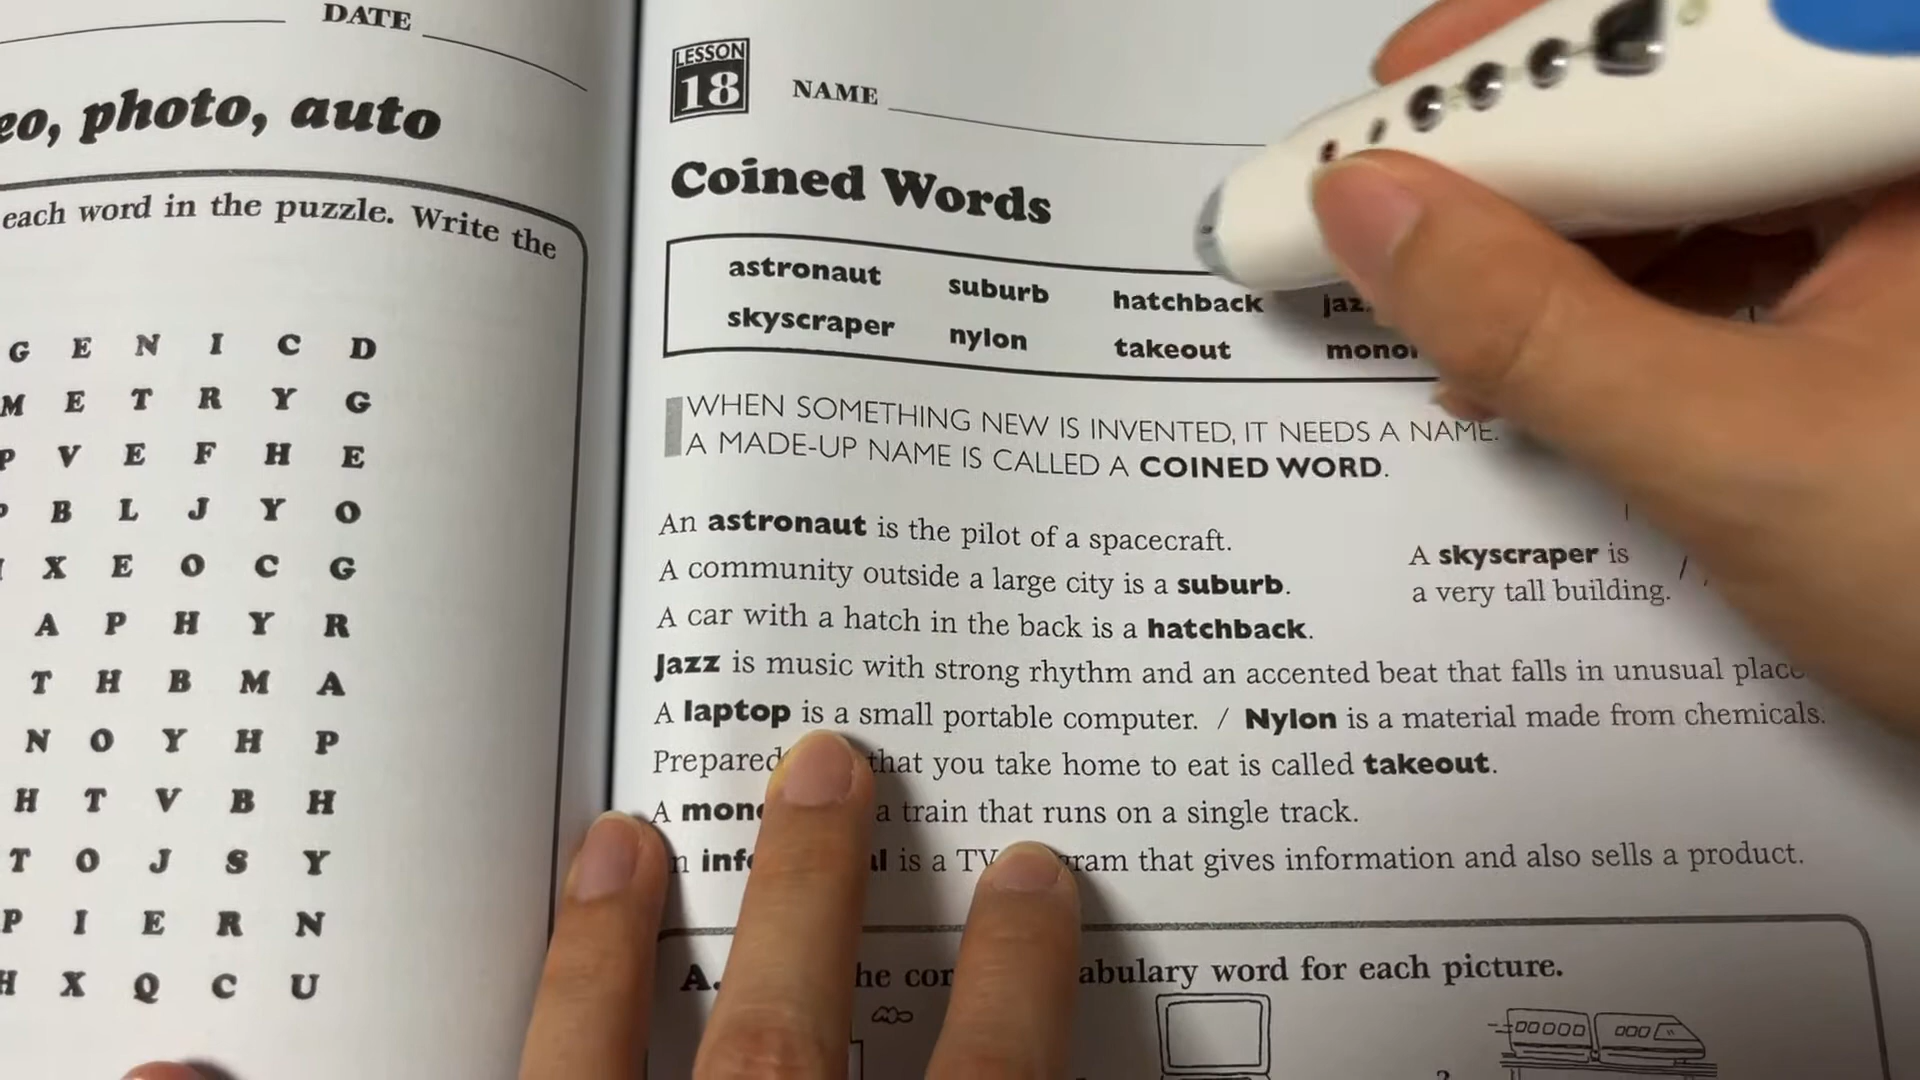 DATE
photo, auto
each word in the puzzle. Write the
G E N I C D
M E T R Y G
P V E F H E
B L J Y O
X E O C G
A P H Y R
T H B M A
N O Y H P
H T V B H
T O J S Y
P I E R N
H X Q C U
LESSON
18
NAME
Coined Words
astronaut suburb hatchback
skyscraper nylon takeout
WHEN SOMETHING NEW IS INVENTED, IT NEEDS A NAME.
A MADE-UP NAME IS CALLED A COINED WORD.
An astronaut is the pilot of a spacecraft.
A community outside a large city is a suburb.
A car with a hatch in the back is a hatchback.
A skyscraper is
a very tall building.
Jazz is music with strong rhythm and an accented beat that falls in unusual
A laptop is a small portable computer. / Nylon is a material made from chemicals.
Prepared that you take home to eat is called takeout.
A a train that runs on a single track.
is a TV that gives information and also sells a product.
A. word for each picture.